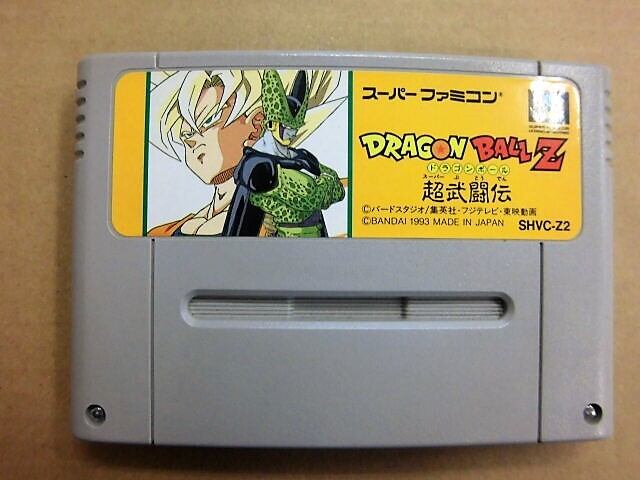 スーパーファミコン®
DRAGON BALL Z
ドラゴンボール
スーパー ぶとうでん
超武闘伝
©バードスタジオ/集英社・フジテレビ・東映動画
©BANDAI 1993 MADE IN JAPAN
SHVC-Z2